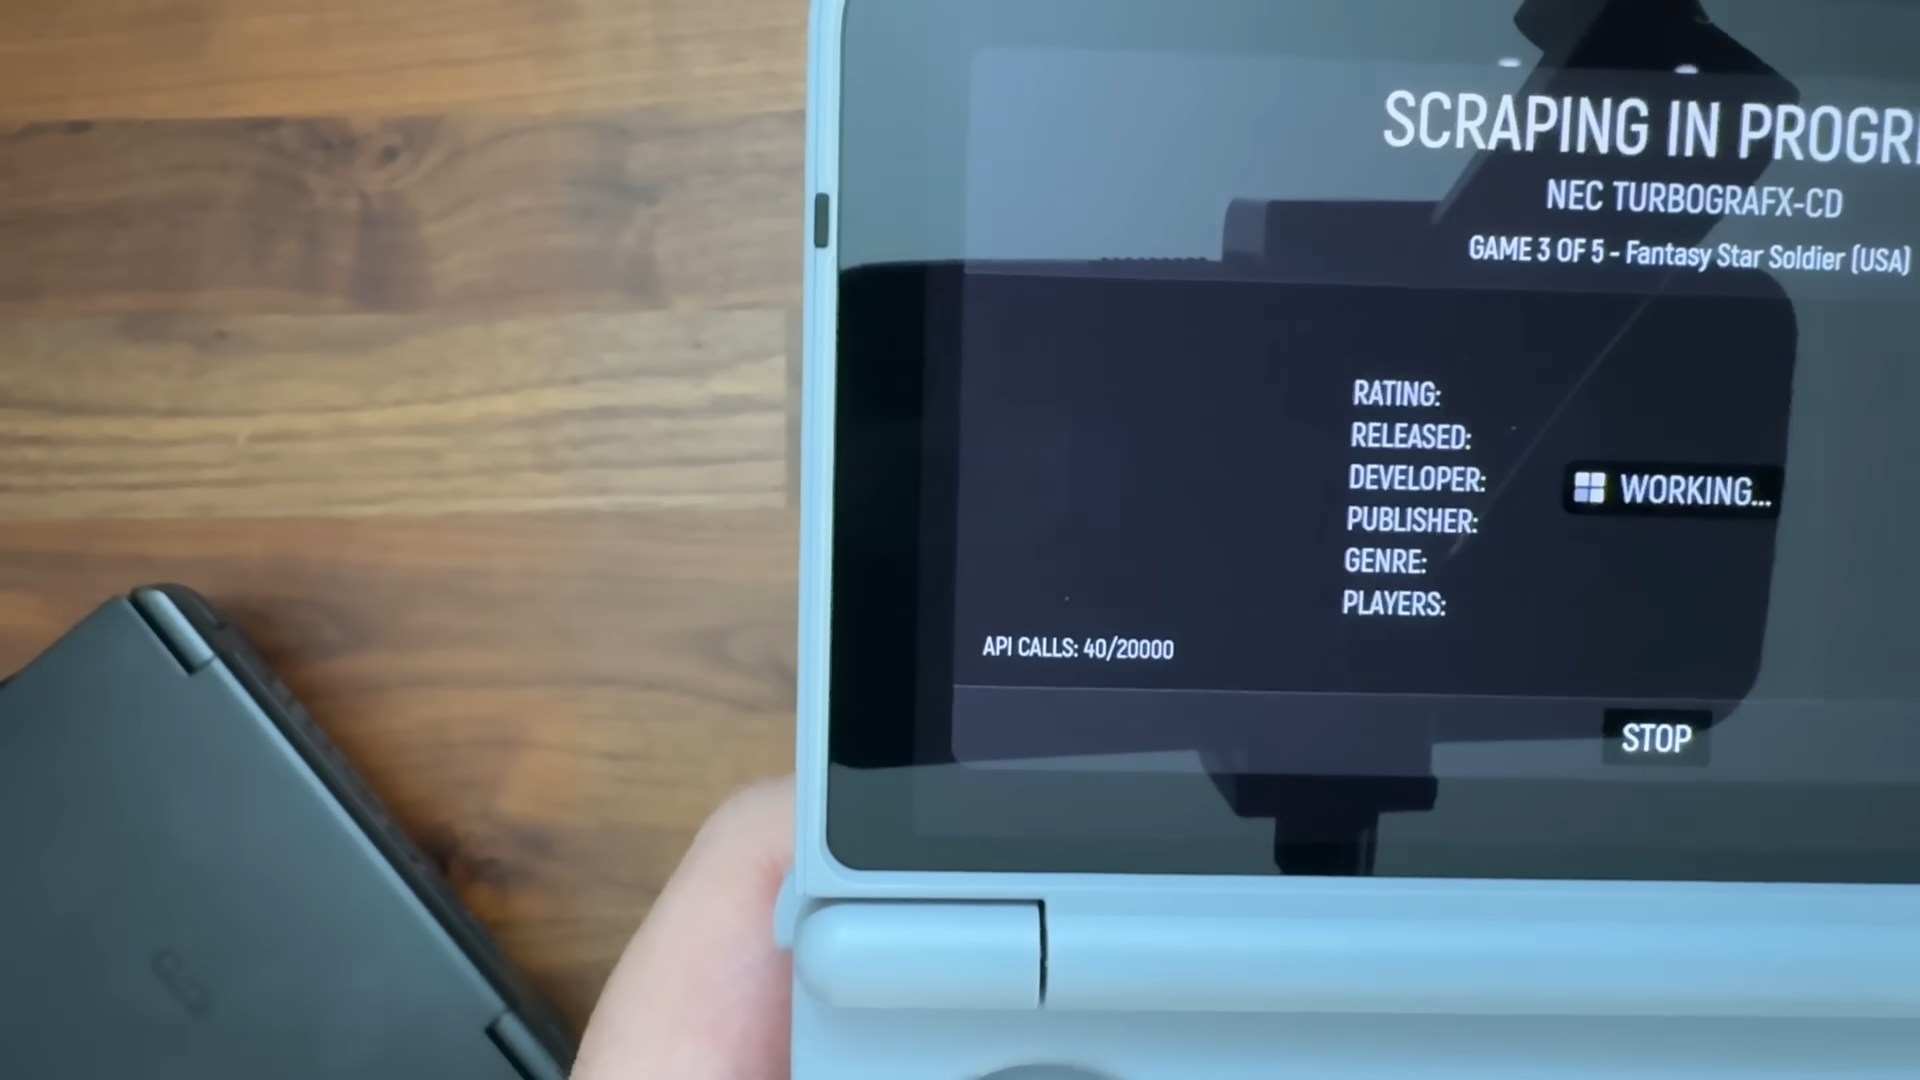 SCRAPING IN PROGR
NEC TURBOGRAFX-CD
GAME 3 OF 5 - Fantasy Star Soldier (USA)
RATING:
RELEASED:
DEVELOPER:
WORKING...
PUBLISHER:
GENRE:
PLAYERS:
API CALLS: 40/20000
STOP